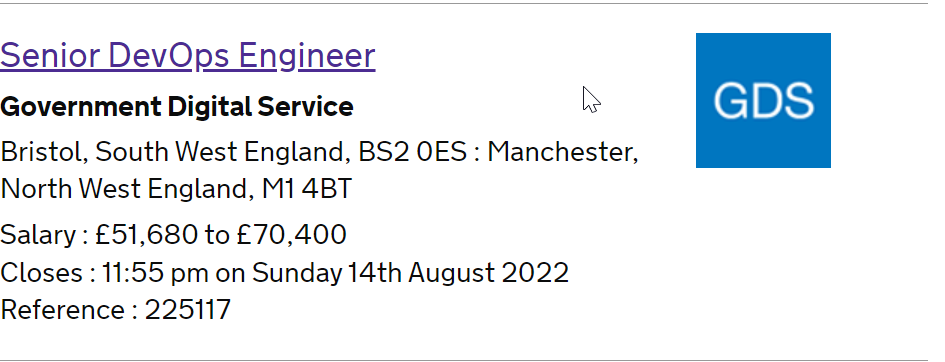 Senior DevOps Engineer
Government Digital Service
Bristol, South West England, BS2 0ES : Manchester,
North West England, M1 4BT
Salary : £51,680 to £70,400
Closes : 11:55 pm on Sunday 14th August 2022
Reference : 225117
GDS